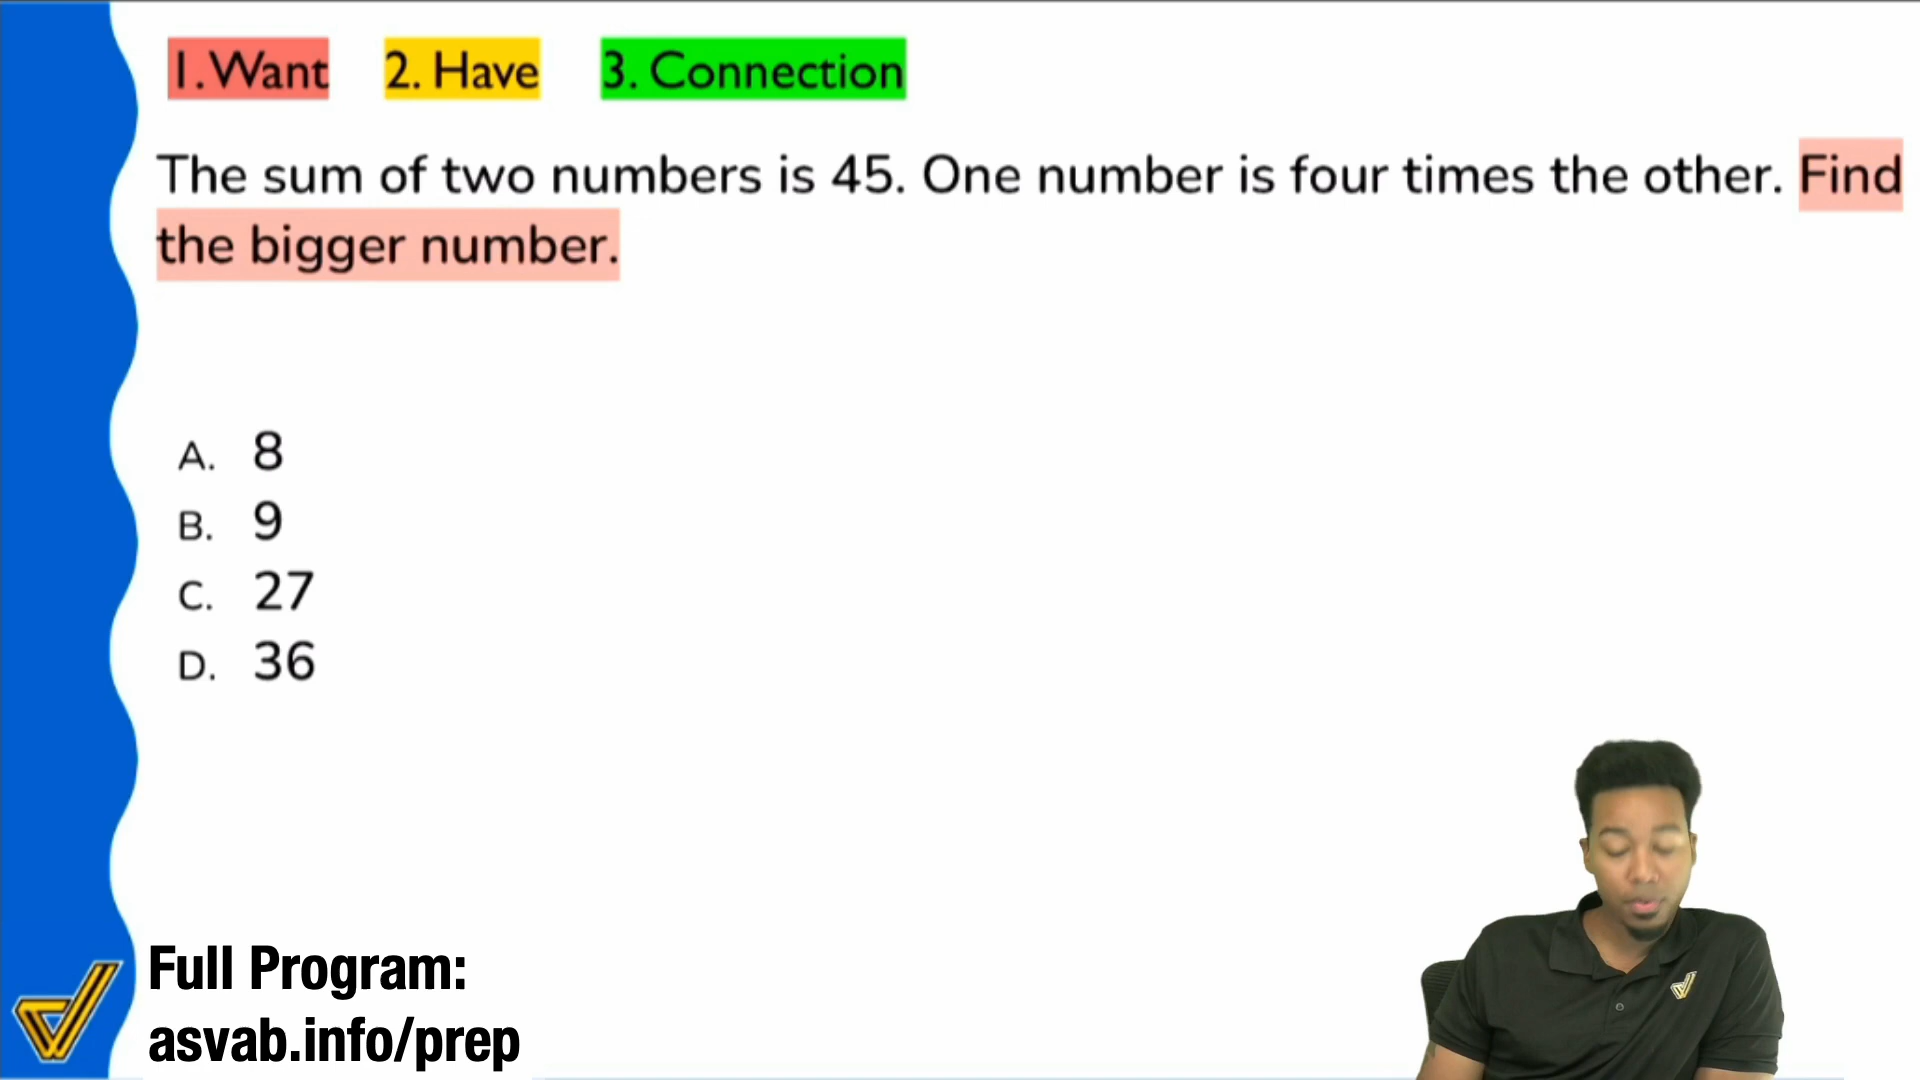 1. Want 2. Have 3. Connection
The sum of two numbers is 45. One number is four times the other. Find
the bigger number.
A. 8
B. 9
C. 27
D. 36
Full Program:
asvab.info/prep